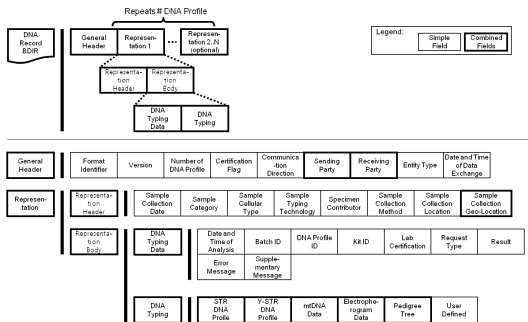 Repeats # DNA Profile
DNA
Record
BDIR
General
Header
Represen-
tation 1
...
Represen-
tation 2..N
(optional)
Legend:
Simple
Field
Combined
Fields
Representa-
tion
Header
Representa-
tion
Body
DNA
Typing
Data
DNA
Typing
General
Header
Format
Identifier
Version
Number of
DNA Profile
Certification
Flag
Communica
-tion
Direction
Sending
Party
Receiving
Party
Entity Type
Date and Time
of Data
Exchange
Represen-
tation
Representa-
tion
Header
Sample
Collection
Date
Sample
Category
Sample
Cellular
Type
Sample
Typing
Technology
Specimen
Contributor
Sample
Collection
Method
Sample
Collection
Location
Sample
Collection
Geo-Location
Representa-
tion
Body
DNA
Typing
Data
Date and
Time of
Analysis
Batch ID
DNA Profile
ID
Kit ID
Lab
Certification
Request
Type
Result
Error
Message
Supple-
mentary
Message
DNA
Typing
STR
DNA
Proile
Y-STR
DNA
Profile
mtDNA
Data
Electrophe-
rogram
Data
Pedigree
Tree
User
Defined